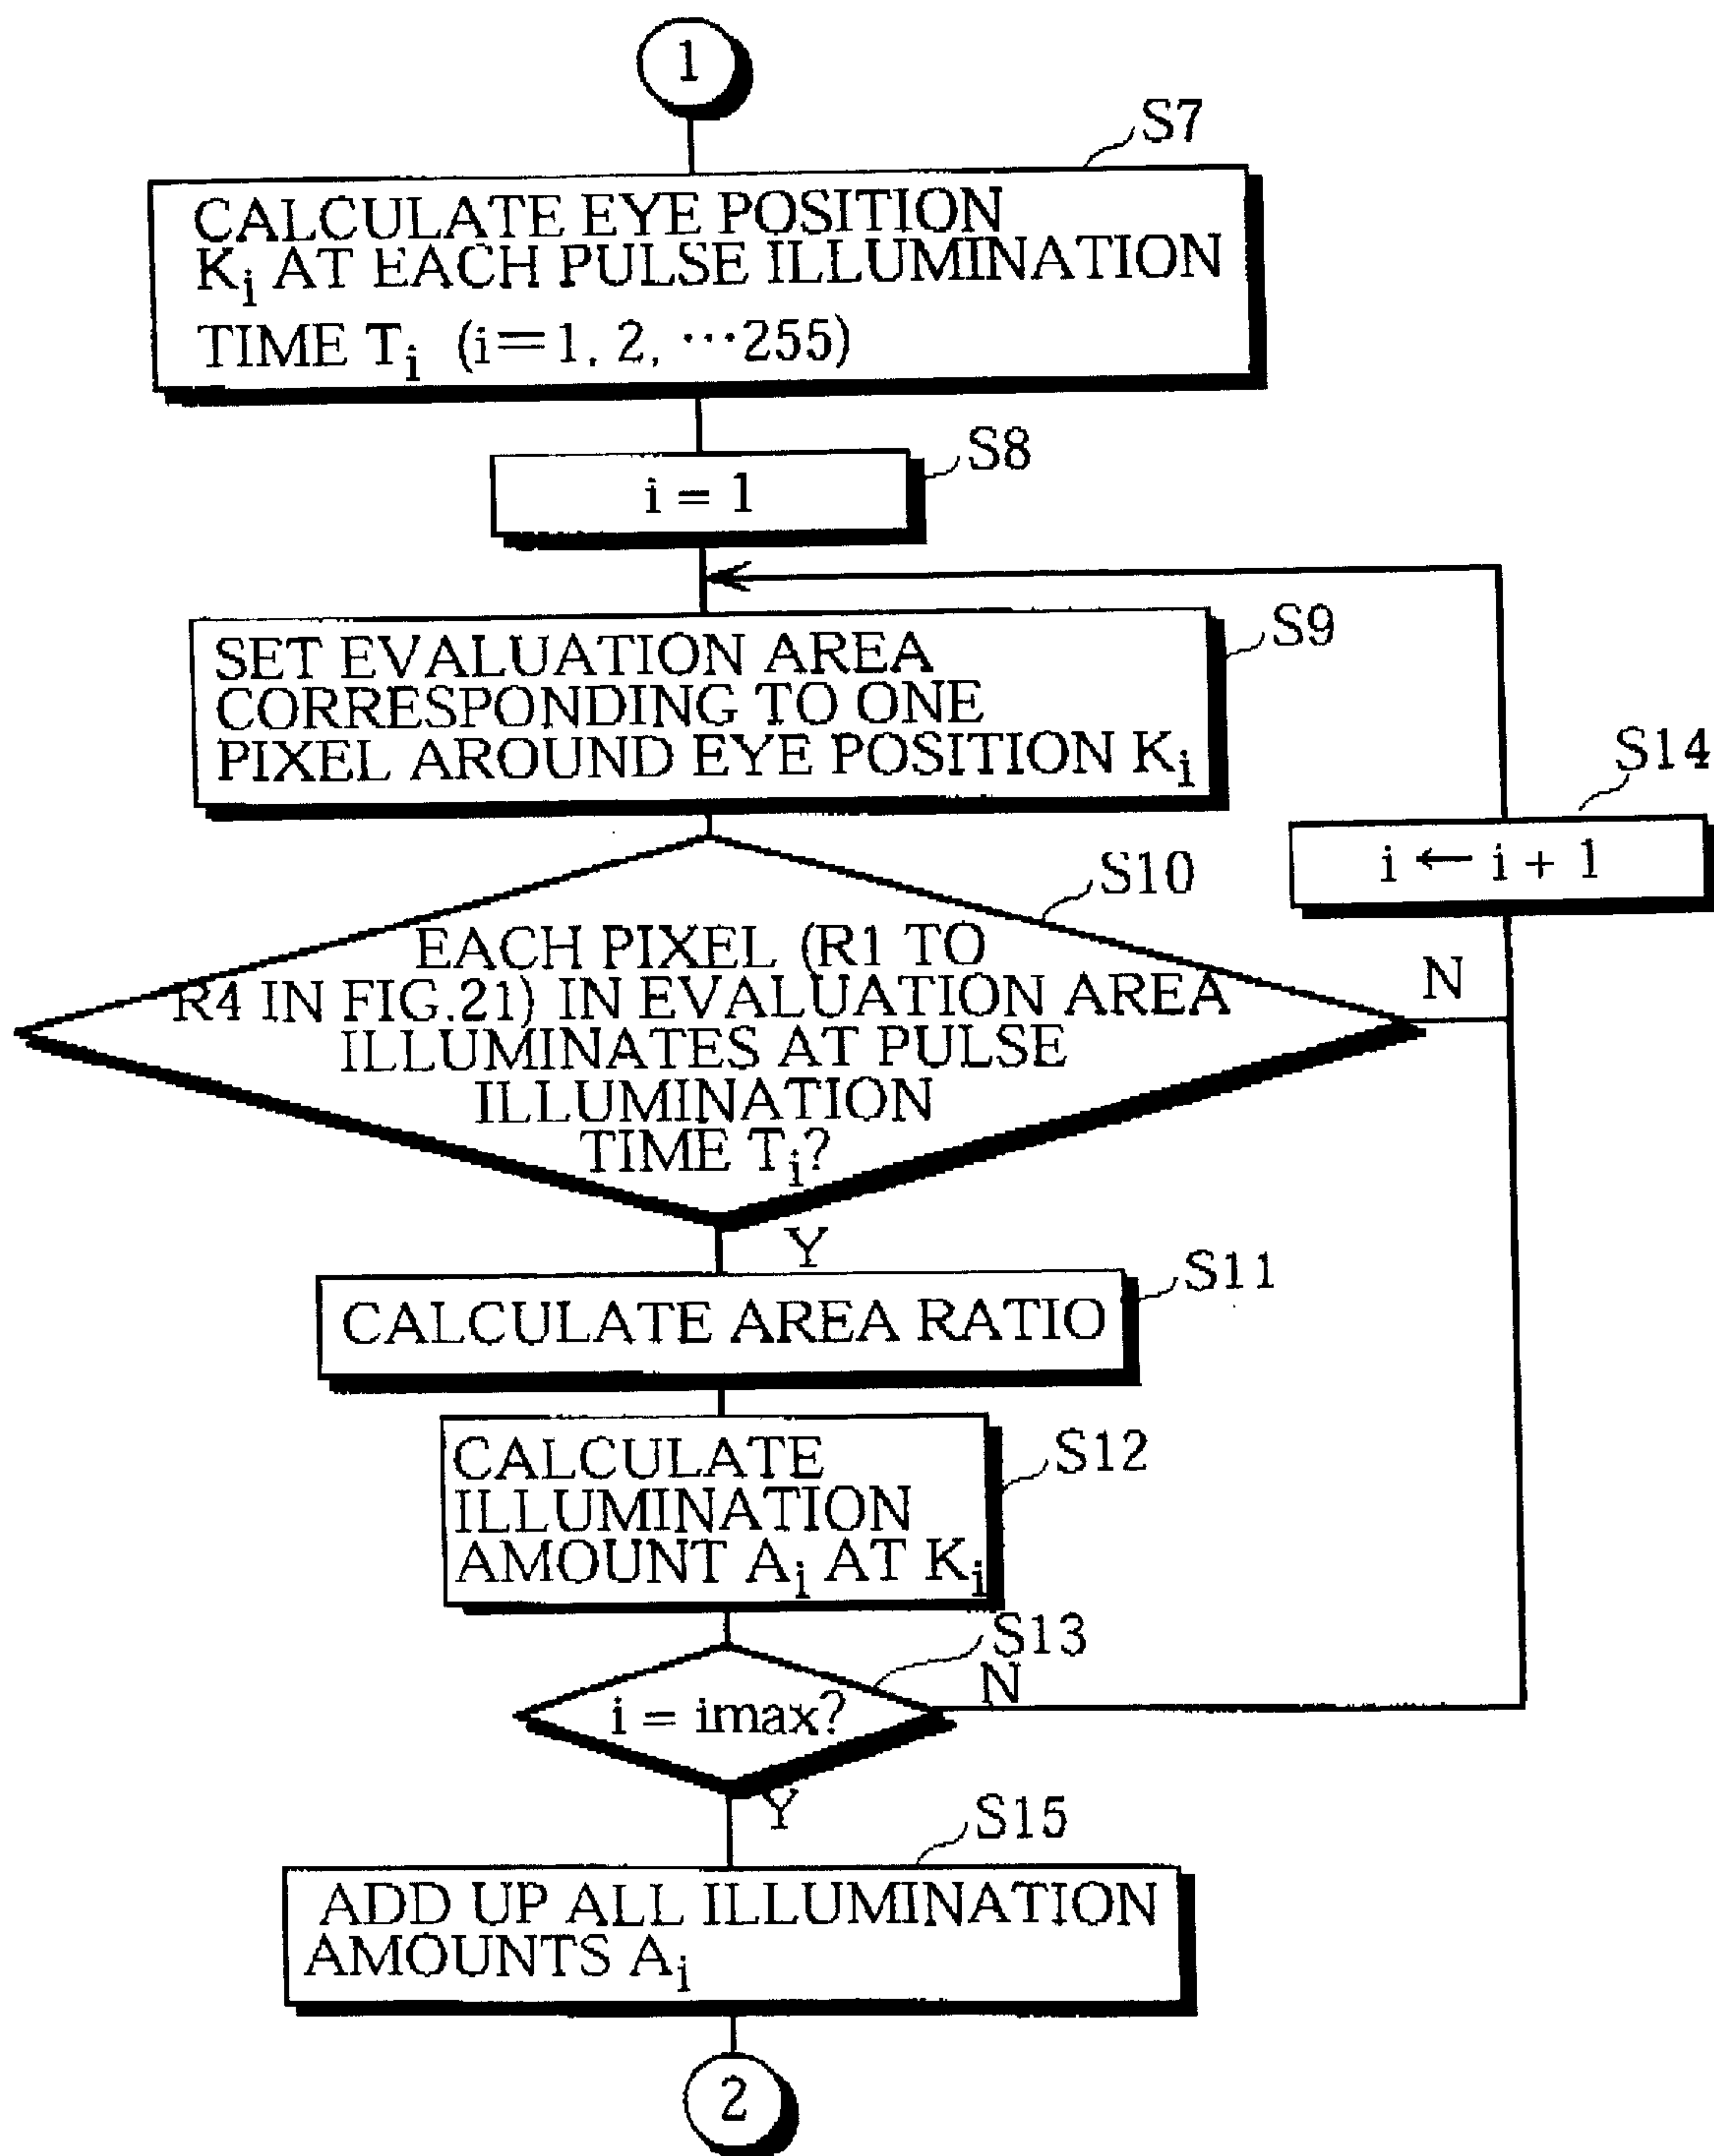 1
S7
CALCULATE EYE POSITION
Ki AT EACH PULSE ILLUMINATION
TIME Ti (i=1, 2, ···255)
S8
i = 1
S9
SET EVALUATION AREA
CORRESPONDING TO ONE
PIXEL AROUND EYE POSITION Ki
S14
i ← i + 1
S10
EACH PIXEL (R1 TO
R4 IN FIG.21) IN EVALUATION AREA
ILLUMINATES AT PULSE
ILLUMINATION
TIME Ti?
N
Y
S11
CALCULATE AREA RATIO
S12
CALCULATE
ILLUMINATION
AMOUNT Ai AT Ki
S13
i = imax?
N
Y
S15
ADD UP ALL ILLUMINATION
AMOUNTS Ai
2